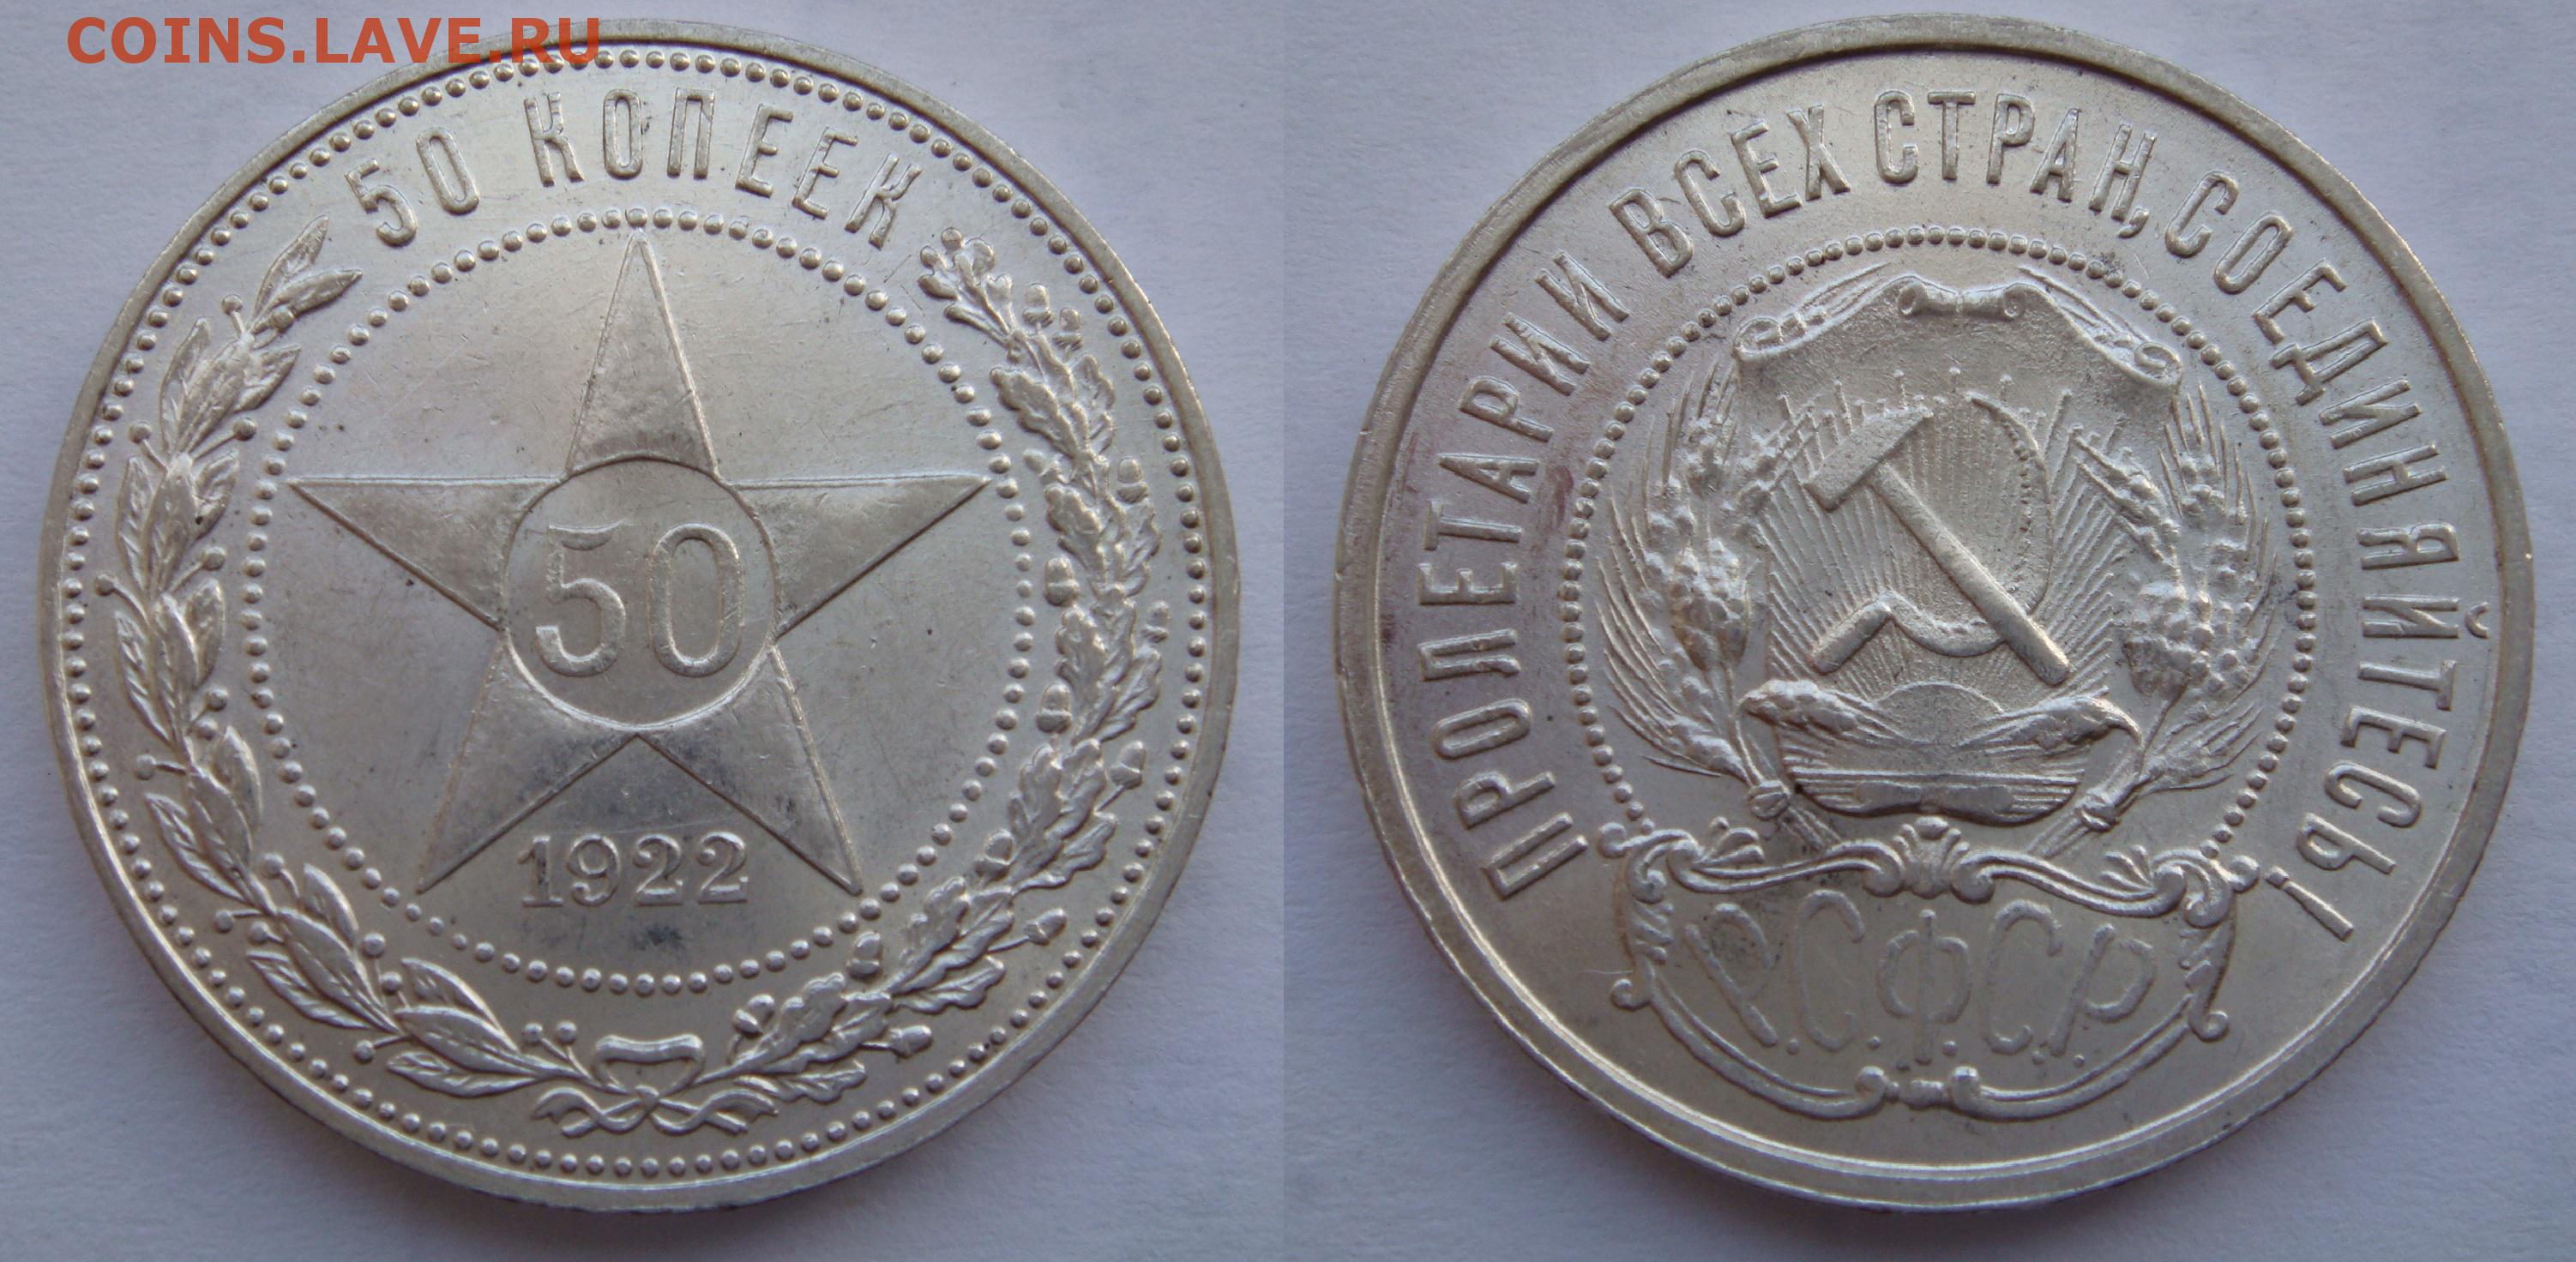 COINS.LAVE.RU
50 КОПЕЕК
50
1922
ПРОЛЕТАРИИ ВСЕХ СТРАН, СОЕДИНЯЙТЕСЬ!
Р.С.Ф.С.Р.